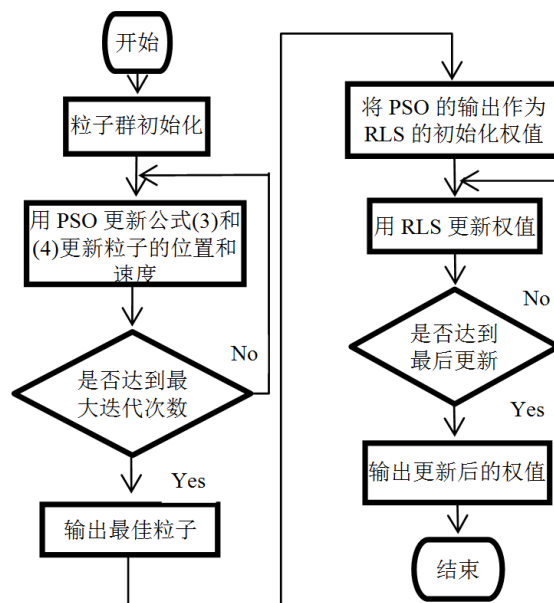 开始
粒子群初始化
用 PSO 更新公式(3)和
(4)更新粒子的位置和
速度
No
是否达到最
大迭代次数
Yes
输出最佳粒子
将 PSO 的输出作为
RLS 的初始化权值
用 RLS 更新权值
No
是否达到
最后更新
Yes
输出更新后的权值
结束